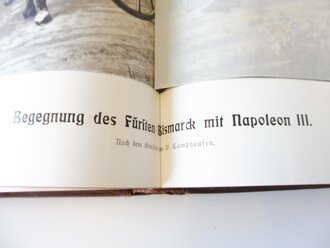 Begegnung des Fürsten Bismarck mit Napoleon III.
Nach dem Gemälde von W. Camphausen.